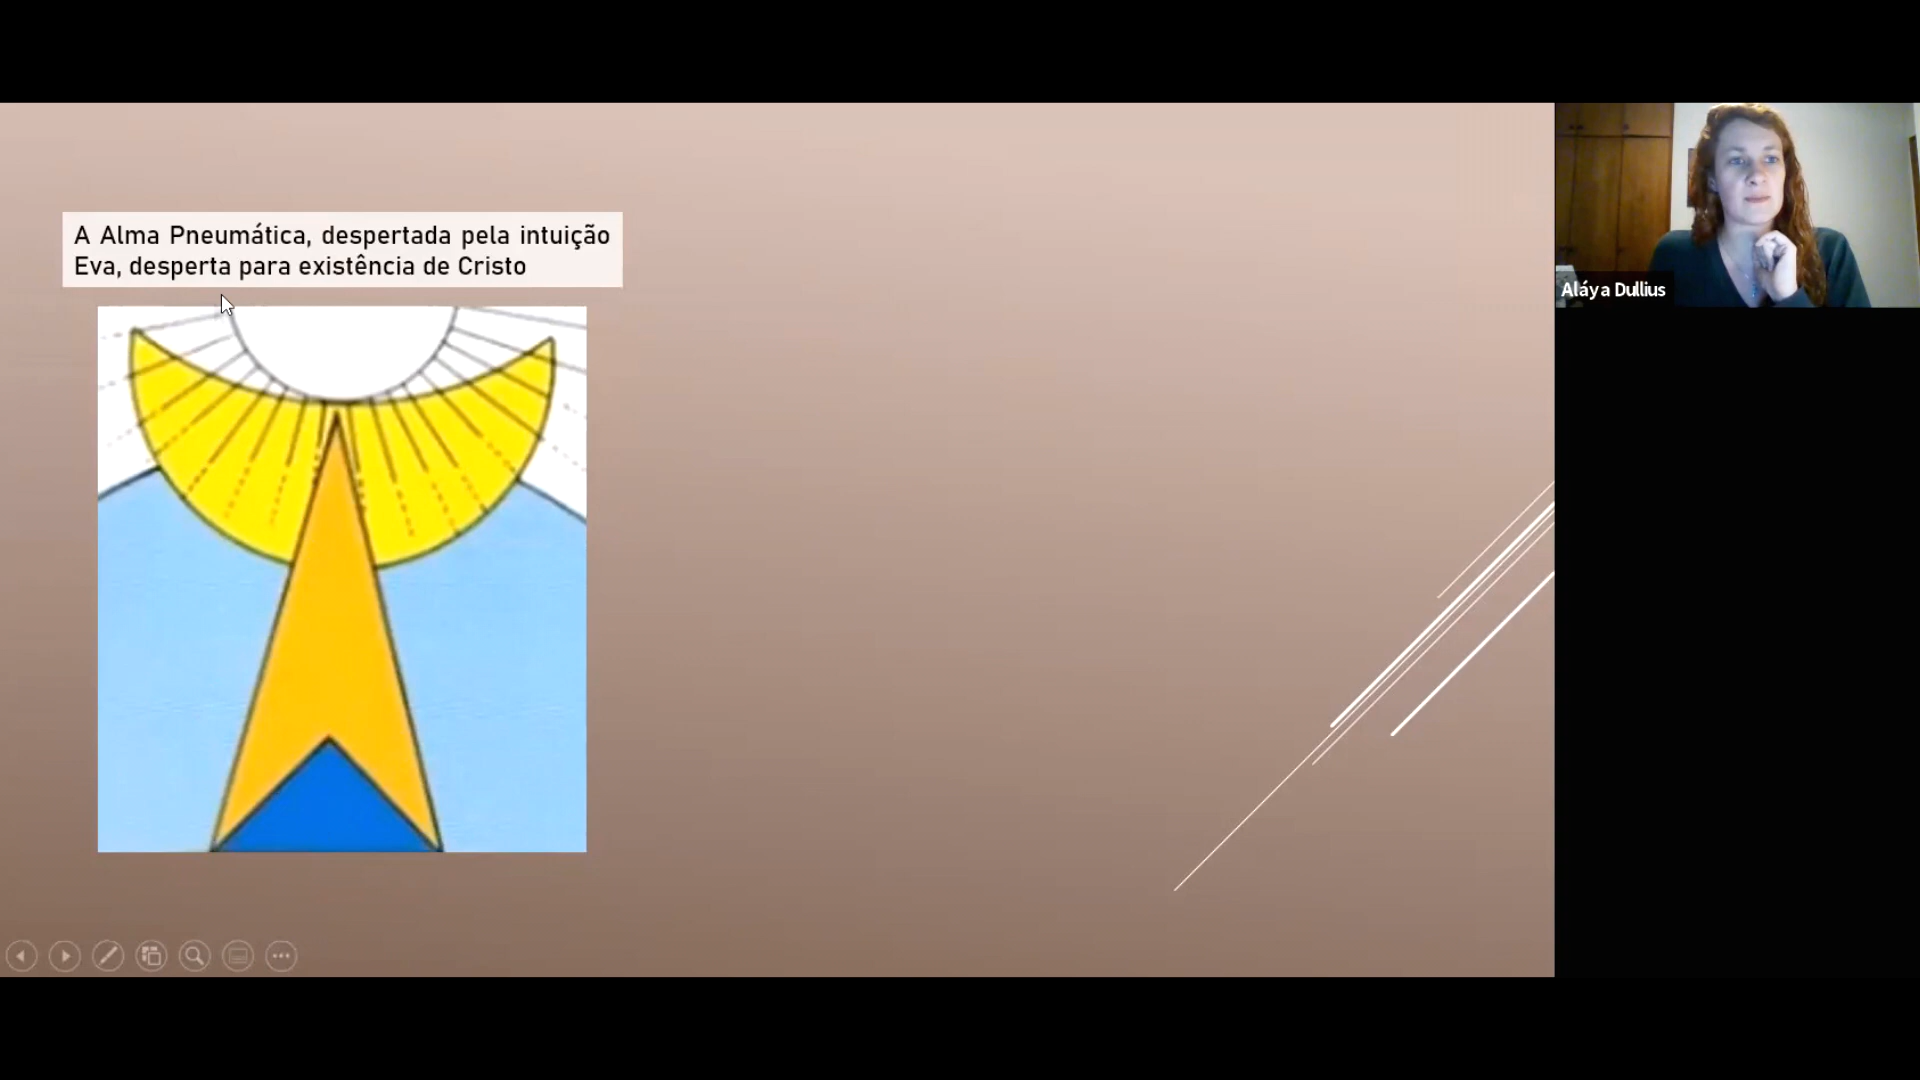 A Alma Pneumática, despertada pela intuição
Eva, desperta para existência de Cristo
Aláya Dullius